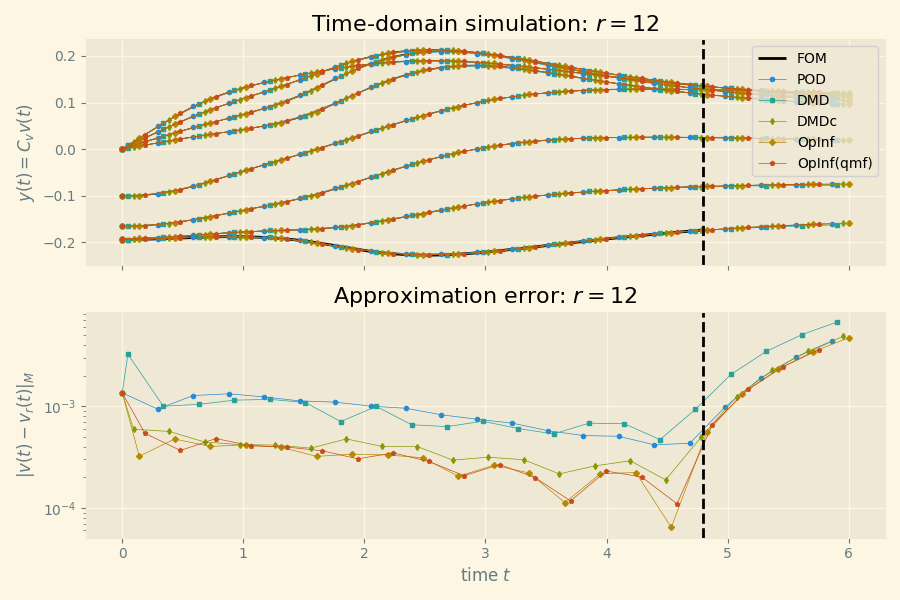 Time-domain simulation: r = 12
y(t) = C_v v(t)
0.2
0.1
0.0
−0.1
−0.2
FOM
POD
DMD
DMDc
OpInf
OpInf(qmf)
Approximation error: r = 12
|v(t) − v_r(t)|_M
10⁻³
10⁻⁴
0 1 2 3 4 5 6
time t